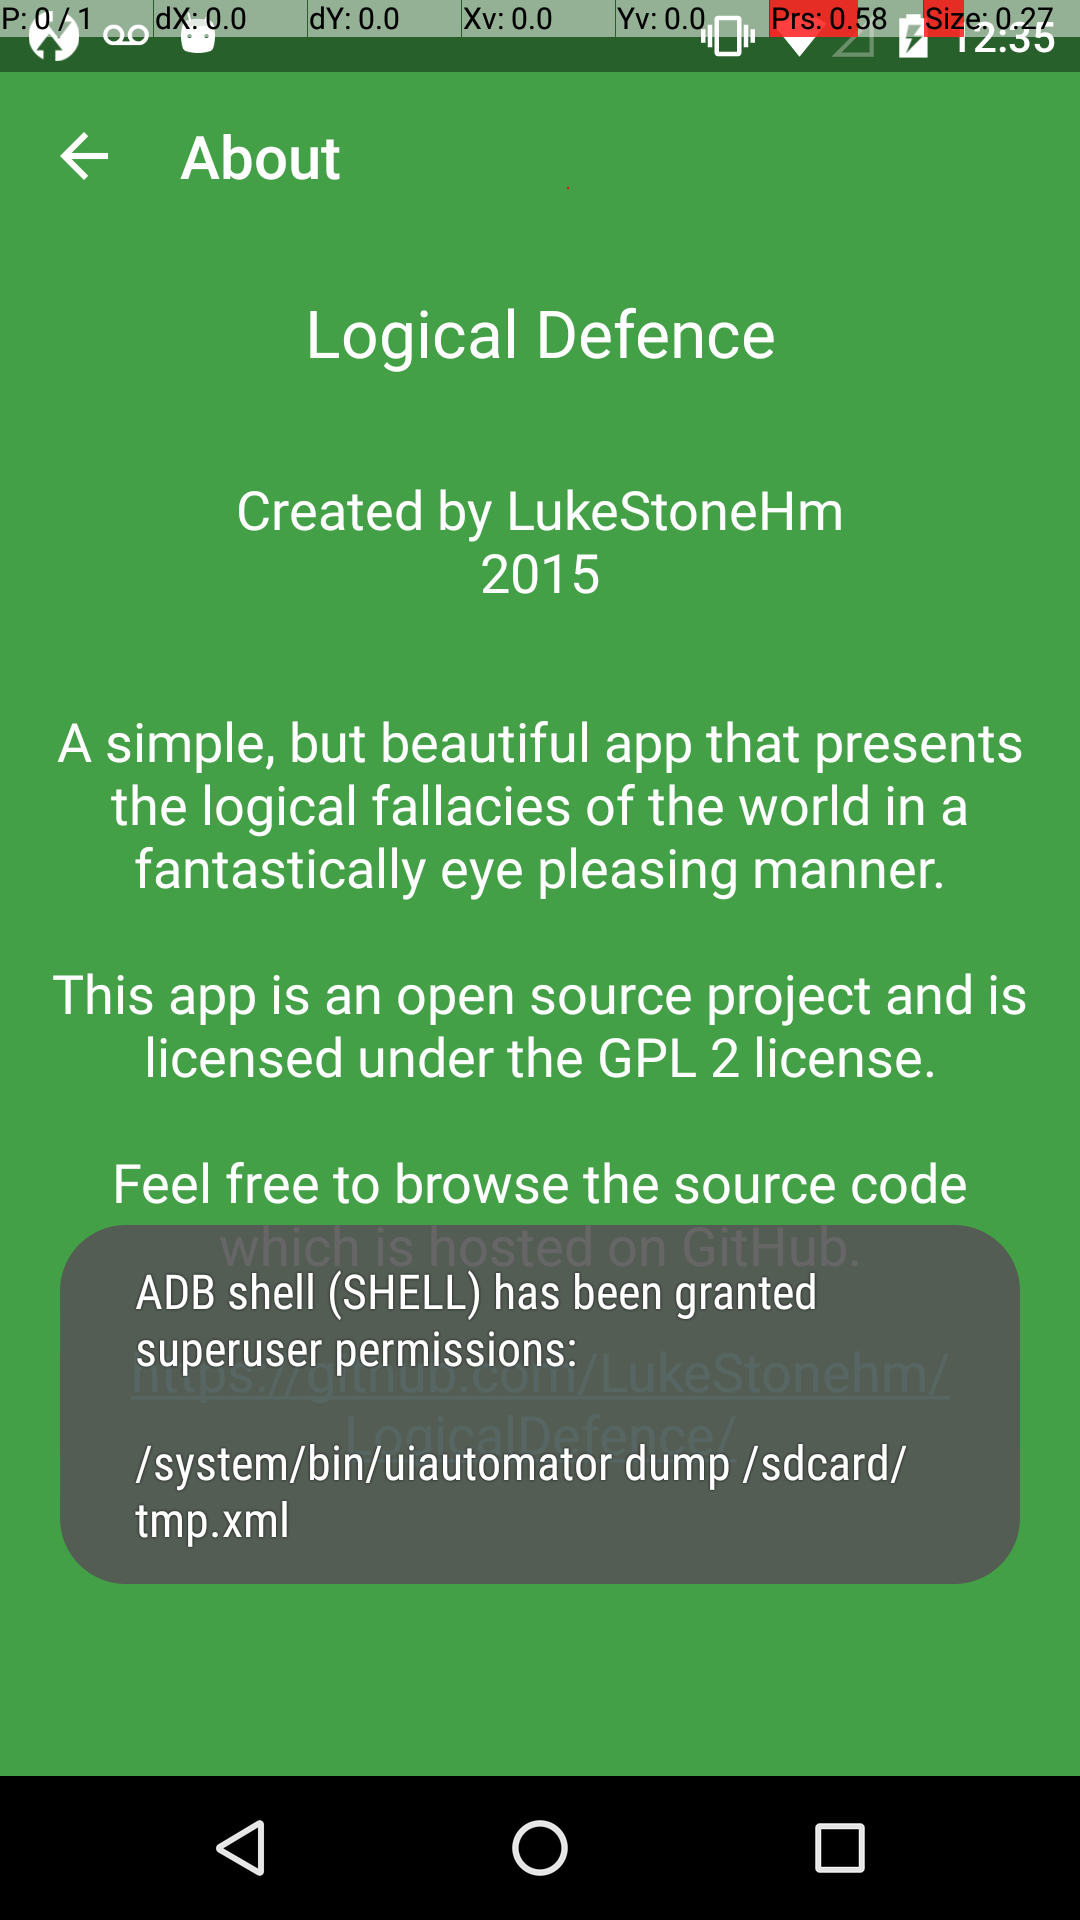 P: 0 / 1 dX: 0.0 dY: 0.0 Xv: 0.0 Yv: 0.0 Prs: 0.58 Size: 0.27
12:35
About
Logical Defence
Created by LukeStoneHm
2015
A simple, but beautiful app that presents
the logical fallacies of the world in a
fantastically eye pleasing manner.
This app is an open source project and is
licensed under the GPL 2 license.
Feel free to browse the source code
which is hosted on GitHub.
ADB shell (SHELL) has been granted
superuser permissions:
https://github.com/LukeStonehm/
LogicalDefence/
/system/bin/uiautomator dump /sdcard/
tmp.xml